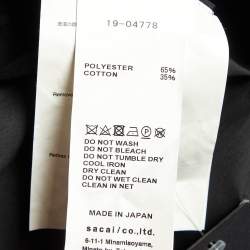 19-04778
POLYESTER 65%
COTTON 35%
DO NOT WASH
DO NOT BLEACH
DO NOT TUMBLE DRY
COOL IRON
DRY CLEAN
DO NOT WET CLEAN
CLEAN IN NET
MADE IN JAPAN
sacai/co.,ltd.
6-11-1 Minamiaoyama,